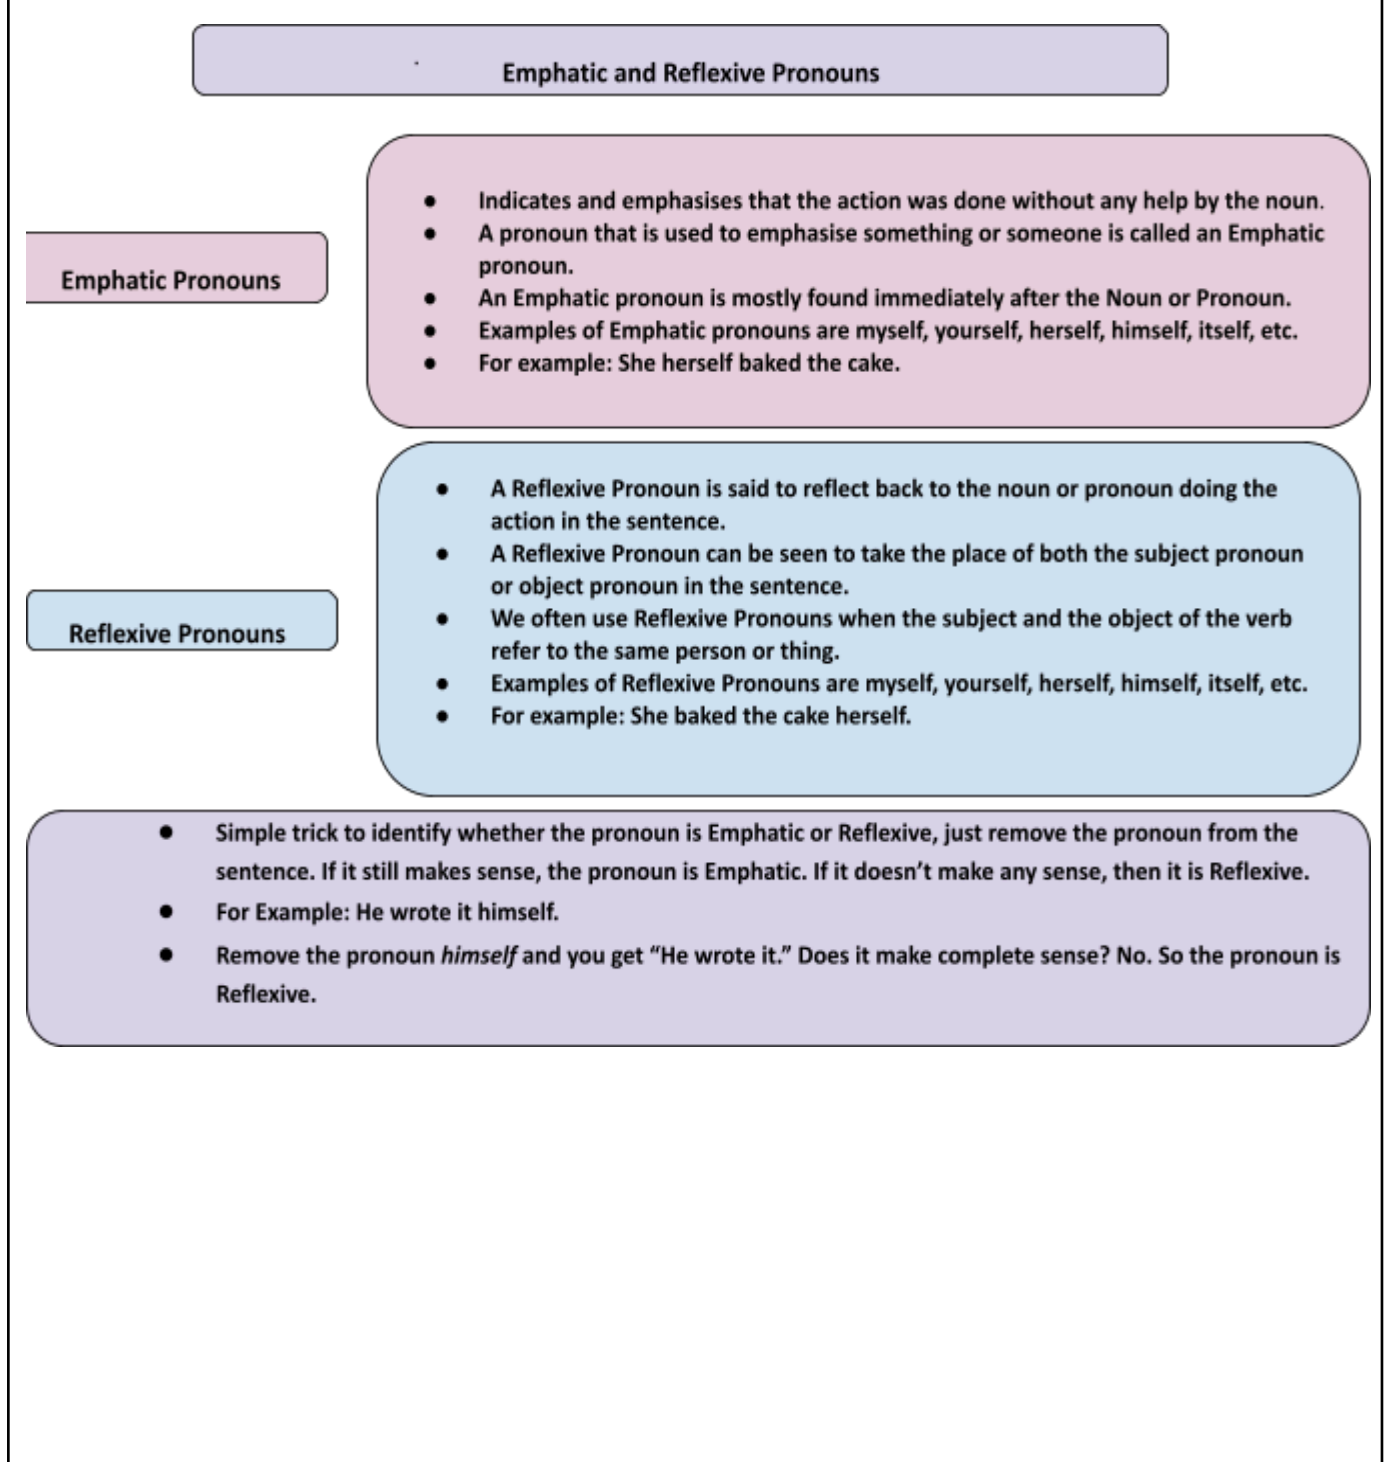 Emphatic and Reflexive Pronouns
● Indicates and emphasises that the action was done without any help by the noun.
● A pronoun that is used to emphasise something or someone is called an Emphatic
pronoun.
Emphatic Pronouns
● An Emphatic pronoun is mostly found immediately after the Noun or Pronoun.
● Examples of Emphatic pronouns are myself, yourself, herself, himself, itself, etc.
● For example: She herself baked the cake.
● A Reflexive Pronoun is said to reflect back to the noun or pronoun doing the
action in the sentence.
● A Reflexive Pronoun can be seen to take the place of both the subject pronoun
or object pronoun in the sentence.
Reflexive Pronouns
● We often use Reflexive Pronouns when the subject and the object of the verb
refer to the same person or thing.
● Examples of Reflexive Pronouns are myself, yourself, herself, himself, itself, etc.
● For example: She baked the cake herself.
● Simple trick to identify whether the pronoun is Emphatic or Reflexive, just remove the pronoun from the
sentence. If it still makes sense, the pronoun is Emphatic. If it doesn’t make any sense, then it is Reflexive.
● For Example: He wrote it himself.
● Remove the pronoun himself and you get “He wrote it.” Does it make complete sense? No. So the pronoun is
Reflexive.